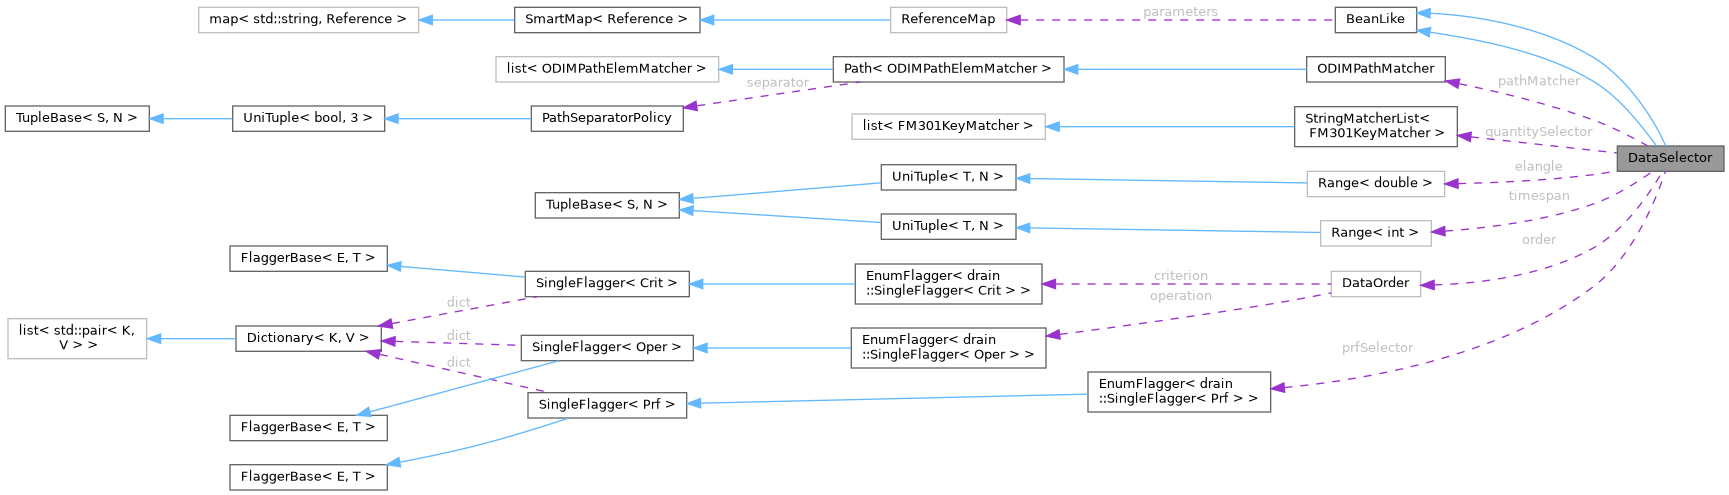 map< std::string, Reference >
SmartMap< Reference >
ReferenceMap
parameters
BeanLike
list< ODIMPathElemMatcher >
Path< ODIMPathElemMatcher >
ODIMPathMatcher
separator
pathMatcher
TupleBase< S, N >
UniTuple< bool, 3 >
PathSeparatorPolicy
list< FM301KeyMatcher >
StringMatcherList<
FM301KeyMatcher >
quantitySelector
DataSelector
elangle
UniTuple< T, N >
Range< double >
timespan
TupleBase< S, N >
UniTuple< T, N >
Range< int >
order
FlaggerBase< E, T >
SingleFlagger< Crit >
EnumFlagger< drain
::SingleFlagger< Crit > >
criterion
DataOrder
operation
dict
list< std::pair< K,
V > >
Dictionary< K, V >
dict
SingleFlagger< Oper >
EnumFlagger< drain
::SingleFlagger< Oper > >
prfSelector
dict
EnumFlagger< drain
::SingleFlagger< Prf > >
SingleFlagger< Prf >
FlaggerBase< E, T >
FlaggerBase< E, T >